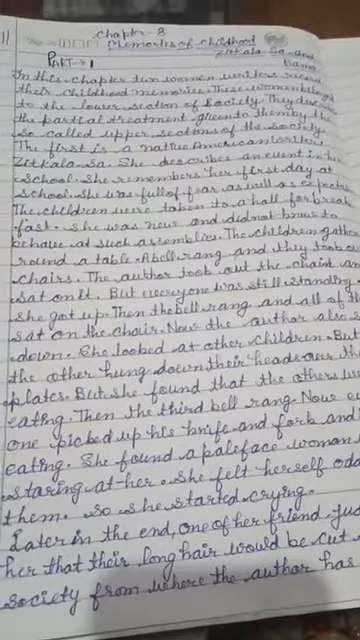 Chapter - 8
Memories of Childhood
Zitkala-Sa and
Bama
PART → 1
In this chapter two women writers record
their childhood memories. These women belong
to the lower section of Society. They
the partial treatment given to them by the
so called upper sections of the society.
The first is a native American writer
Zitkala-sa. She describes an event in her
school. She remembers her first day at
school. She was full of fear as well as
The children were taken to a hall for break
fast. She was new and did not know to
behave at such assemblies. The children
round a table. A bell rang and they took
chairs. The author took out the chair and
sat on it. But everyone was still standing.
she got up. Then the bell rang and all of
sat on the chair. Now the author also
down. She looked at other children. But
the other hung down their heads over
plates. But she found that the others
eating. Then the third bell rang. Now
one picked up his knife and fork and
eating. She found a paleface woman
staring at her. She felt herself
them. So she started crying.
Later in the end, one of her friend
her that their long hair would be cut.
society from where the author has